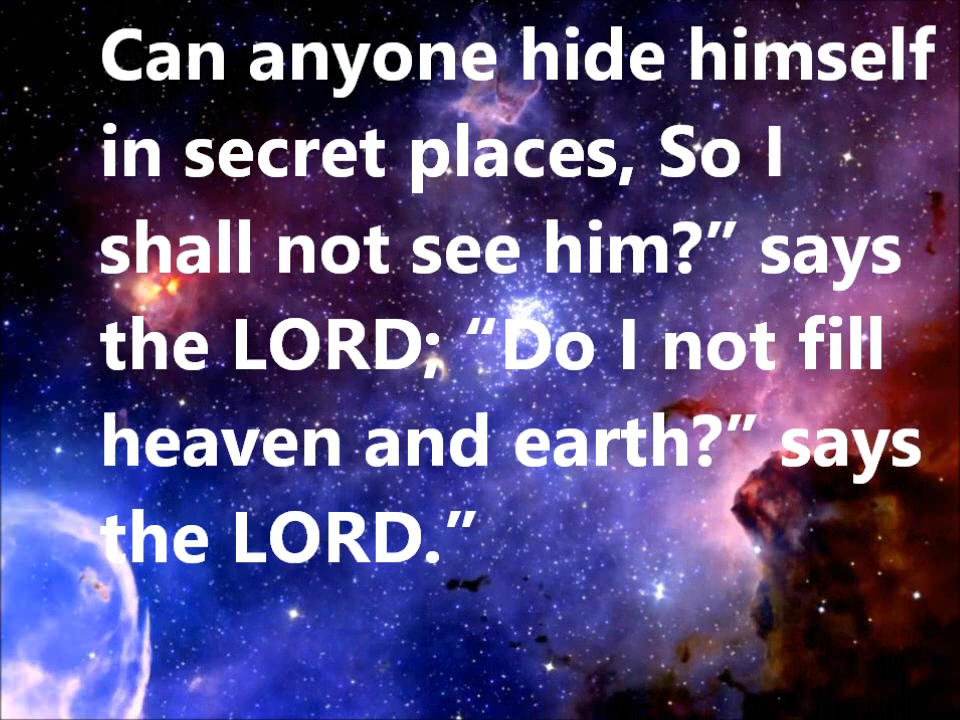 Can anyone hide himself
in secret places, So I
shall not see him?” says
the LORD; “Do I not fill
heaven and earth?” says
the LORD.”